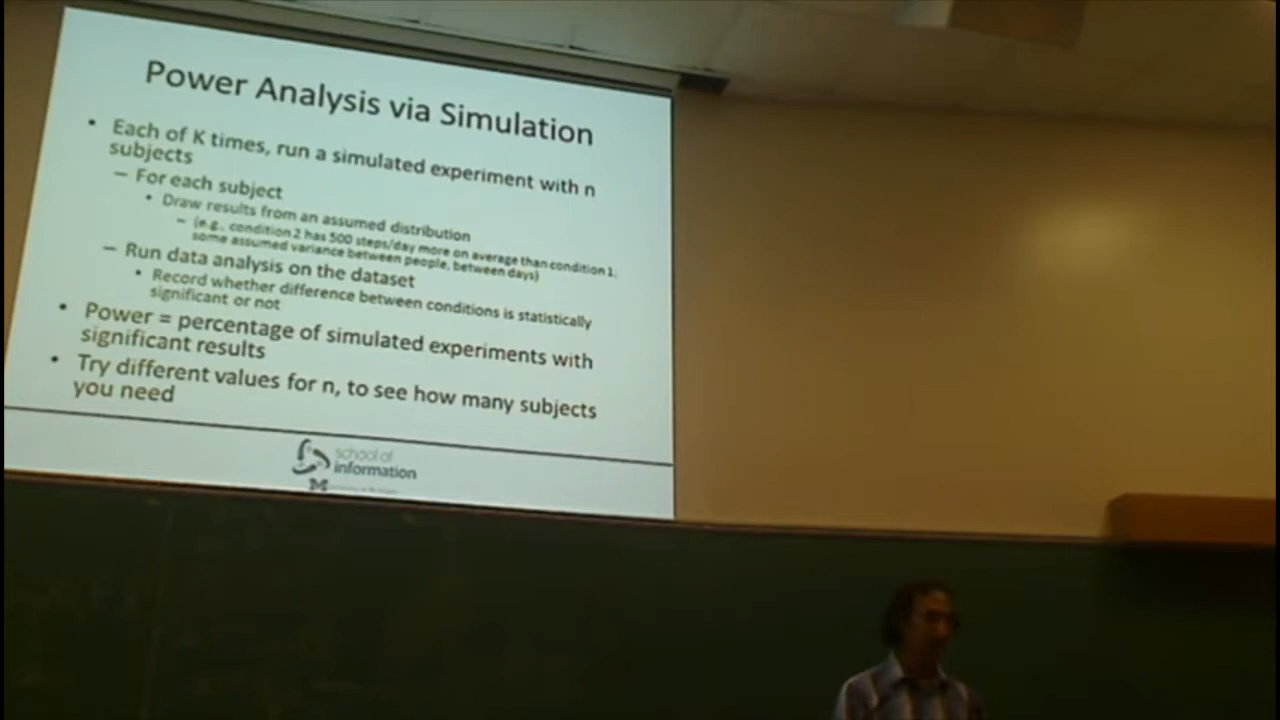 Power Analysis via Simulation
• Each of K times, run a simulated experiment with n
subjects
– For each subject
• Draw results from an assumed distribution
– (e.g., condition 2 has 500 steps/day more on average than condition 1,
some assumed variance between people, between days)
– Run data analysis on the dataset
• Record whether difference between conditions is statistically
significant or not
• Power = percentage of simulated experiments with
significant results
• Try different values for n, to see how many subjects
you need
school of
information
M